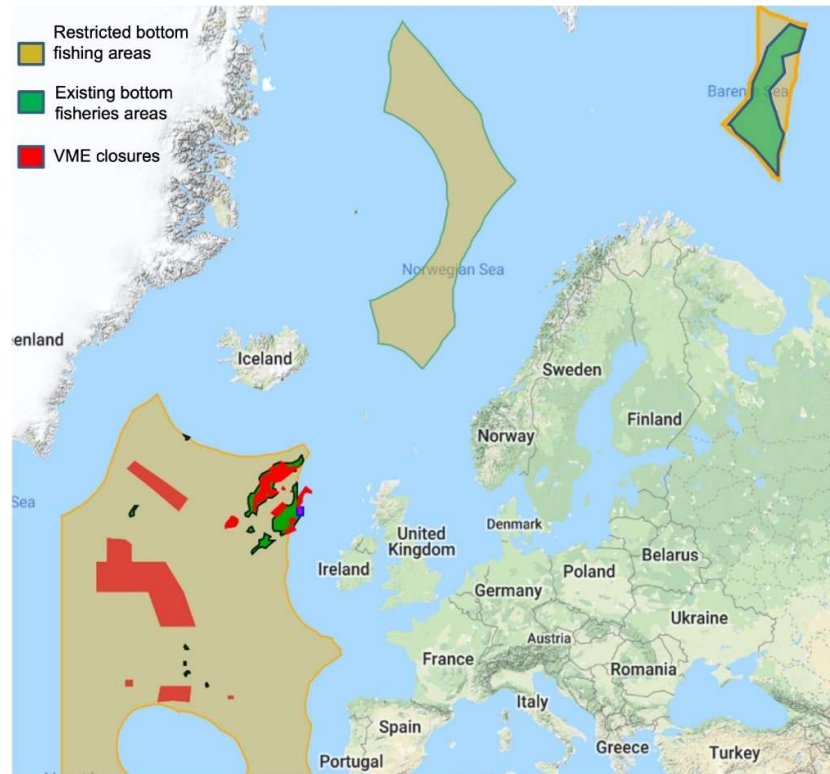 Restricted bottom
fishing areas
Existing bottom
fisheries areas
VME closures
Sea
Norwegian Sea
enland
Iceland
Sweden
Finland
Norway
Sea
Denmark
United
Kingdom
Ireland
Belarus
Poland
Germany
Ukraine
Austria
France
Romania
Italy
Spain
Greece
Turkey
Portugal